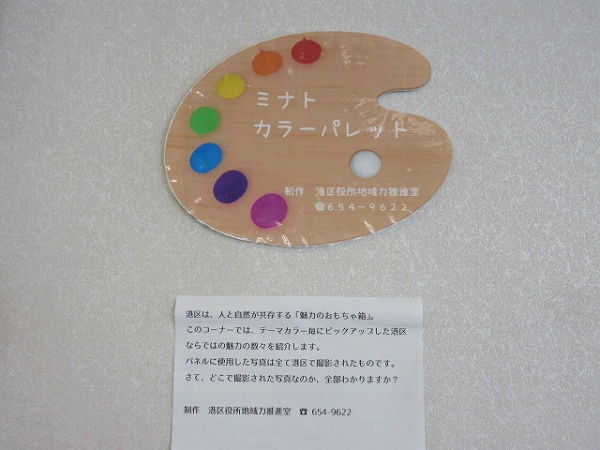 ミナト
カラーパレット
制作 港区役所地域力推進室
☎654-9622
港区は、人と自然が共存する「魅力のおもちゃ箱」。
このコーナーでは、テーマカラー毎にピックアップした港区
ならではの魅力の数々を紹介します。
パネルに使用した写真は全て港区で撮影されたものです。
さて、どこで撮影された写真なのか、全部わかりますか？
制作 港区役所地域力推進室 ☎ 654-9622